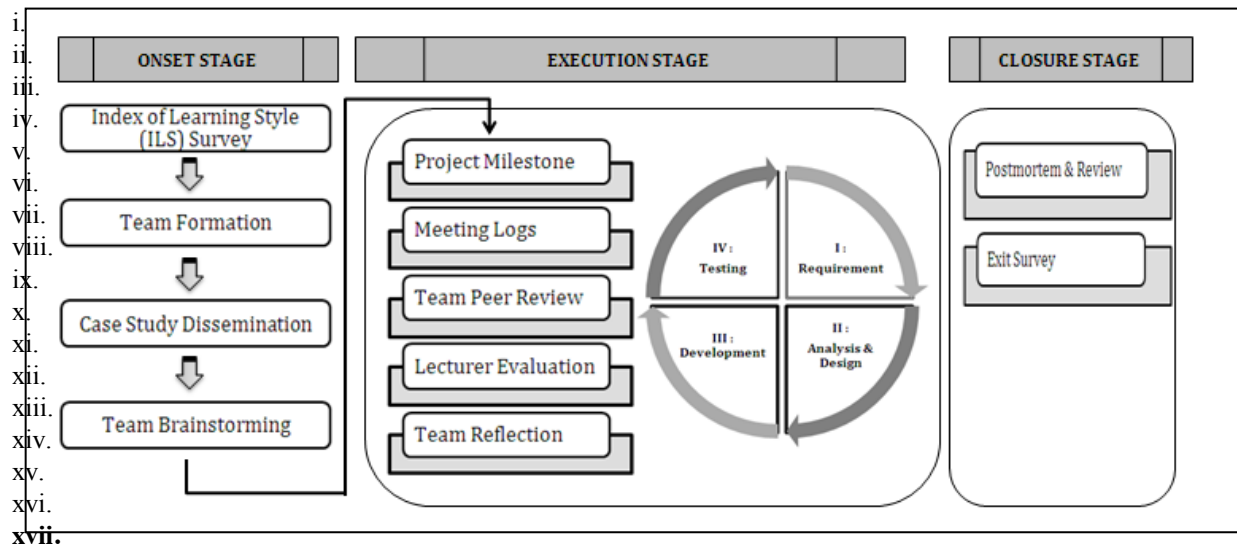 i.
ii.
iii.
iv.
v.
vi.
vii.
viii.
ix.
x.
xi.
xii.
xiii.
xiv.
xv.
xvi.
xvii.
ONSET STAGE
Index of Learning Style
(ILS) Survey
Team Formation
Case Study Dissemination
Team Brainstorming
EXECUTION STAGE
Project Milestone
Meeting Logs
Team Peer Review
Lecturer Evaluation
Team Reflection
IV :
Testing
I :
Requirement
III :
Development
II :
Analysis &
Design
CLOSURE STAGE
Postmortem & Review
Exit Survey